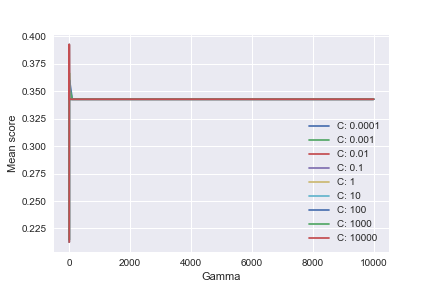 0.400
0.375
0.350
0.325
0.300
0.275
0.250
0.225
Mean score
C: 0.0001
C: 0.001
C: 0.01
C: 0.1
C: 1
C: 10
C: 100
C: 1000
C: 10000
0 2000 4000 6000 8000 10000
Gamma